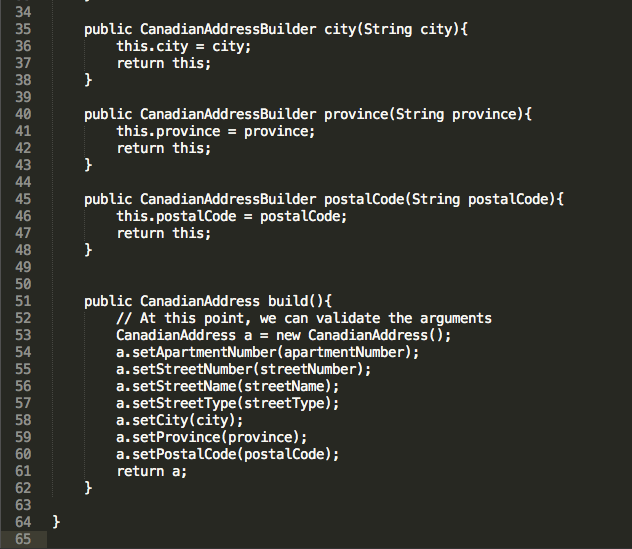 34
35 public CanadianAddressBuilder city(String city){
36 this.city = city;
37 return this;
38 }
39
40 public CanadianAddressBuilder province(String province){
41 this.province = province;
42 return this;
43 }
44
45 public CanadianAddressBuilder postalCode(String postalCode){
46 this.postalCode = postalCode;
47 return this;
48 }
49
50
51 public CanadianAddress build(){
52 // At this point, we can validate the arguments
53 CanadianAddress a = new CanadianAddress();
54 a.setApartmentNumber(apartmentNumber);
55 a.setStreetNumber(streetNumber);
56 a.setStreetName(streetName);
57 a.setStreetType(streetType);
58 a.setCity(city);
59 a.setProvince(province);
60 a.setPostalCode(postalCode);
61 return a;
62 }
63
64 }
65